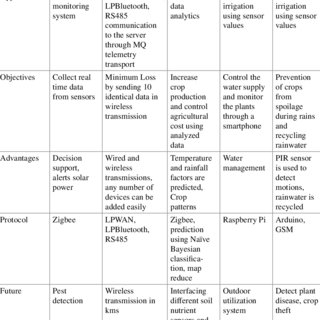 monitoring
system
LPBluetooth,
RS485
communication
to the server
through MQ
telemetry
transport
data
analytics
irrigation
using sensor
values
irrigation
using sensor
values
Objectives
Collect real
time data
from sensors
Minimum Loss
by sending 10
identical data in
wireless
transmission
Increase
crop
production
and control
agricultural
cost using
analyzed
data
Control the
water supply
and monitor
the plants
through a
smartphone
Prevention
of crops
from
spoilage
during rains
and
recycling
rainwater
Advantages
Decision
support,
alerts solar
power
Wired and
wireless
transmissions,
any number of
devices can be
added easily
Temperature
and rainfall
factors are
predicted,
Crop
patterns
Water
management
PIR sensor
is used to
detect
motions,
rainwater is
recycled
Protocol
Zigbee
LPWAN,
LPBluetooth,
RS485
Zigbee,
prediction
using Naïve
Bayesian
classifica-
tion, map
reduce
Raspberry Pi
Arduino,
GSM
Future
Pest
detection
Wireless
transmission in
kms
Interfacing
different soil
nutrient
sensors and
Outdoor
utilization
system
Detect plant
disease, crop
theft